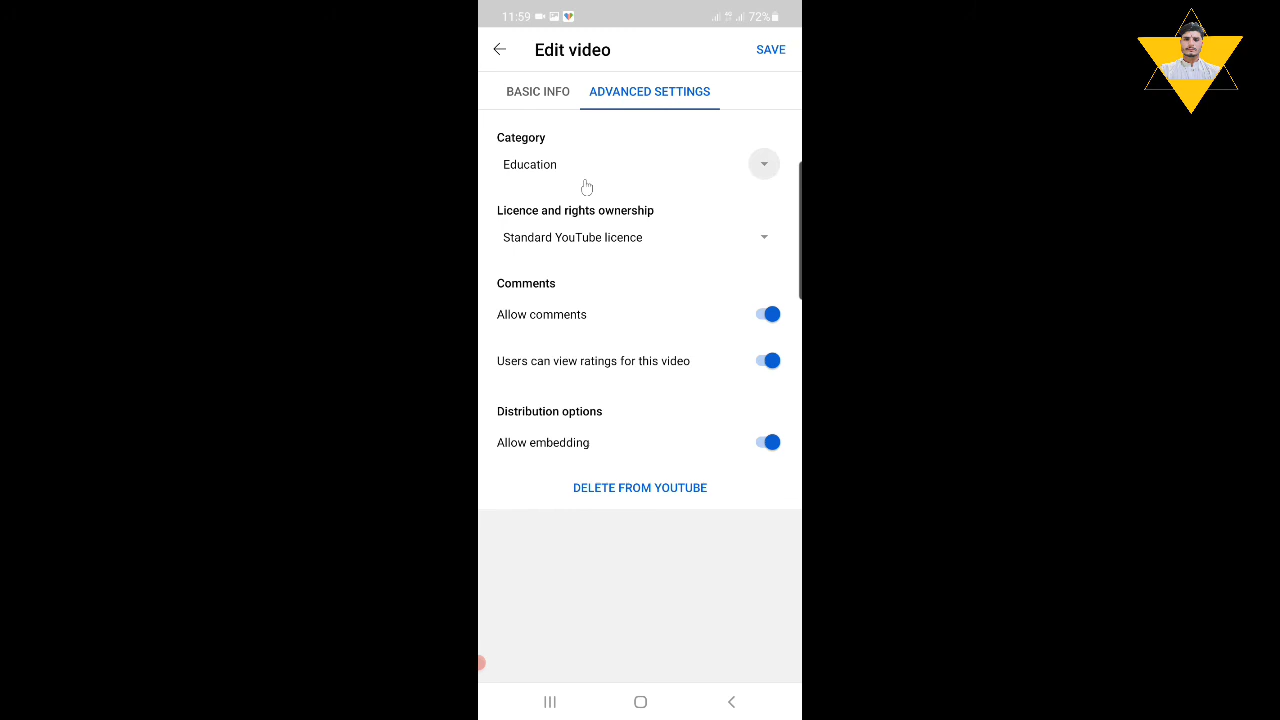 11:59 72%
Edit video SAVE
BASIC INFO ADVANCED SETTINGS
Category
Education
Licence and rights ownership
Standard YouTube licence
Comments
Allow comments
Users can view ratings for this video
Distribution options
Allow embedding
DELETE FROM YOUTUBE